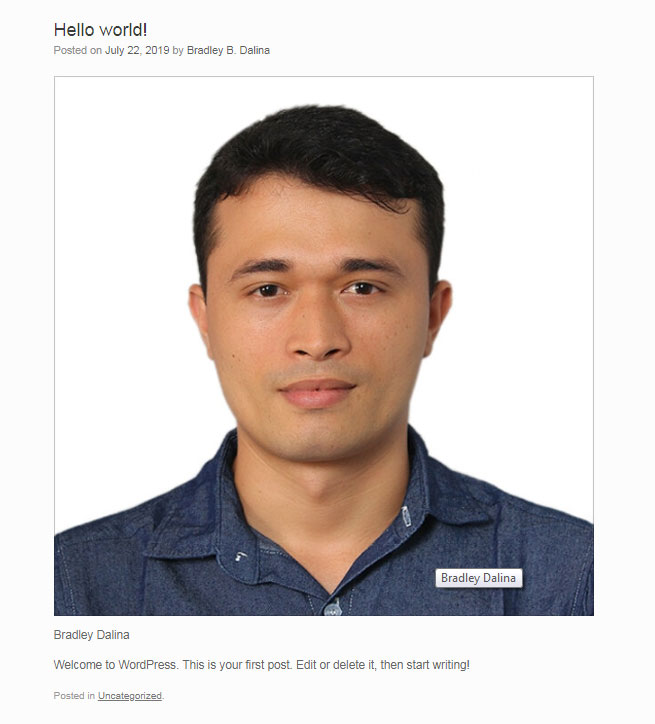 Hello world!
Posted on July 22, 2019 by Bradley B. Dalina
Bradley Dalina
Bradley Dalina
Welcome to WordPress. This is your first post. Edit or delete it, then start writing!
Posted in Uncategorized.